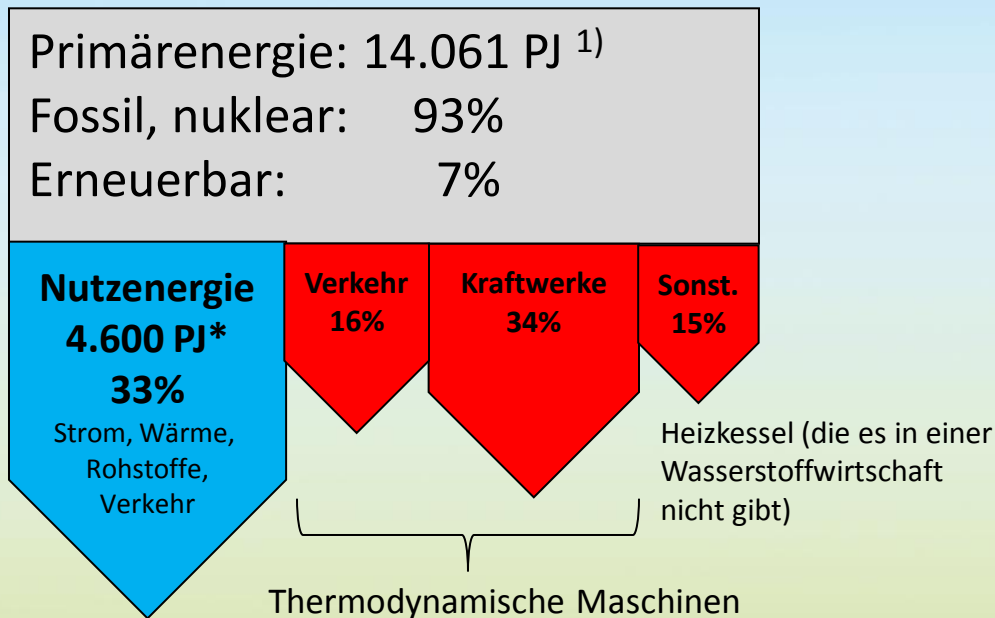 Primärenergie: 14.061 PJ 1)
Fossil, nuklear: 93%
Erneuerbar: 7%
Nutzenergie
4.600 PJ*
33%
Strom, Wärme,
Rohstoffe,
Verkehr
Verkehr
16%
Kraftwerke
34%
Sonst.
15%
Heizkessel (die es in einer
Wasserstoffwirtschaft
nicht gibt)
Thermodynamische Maschinen